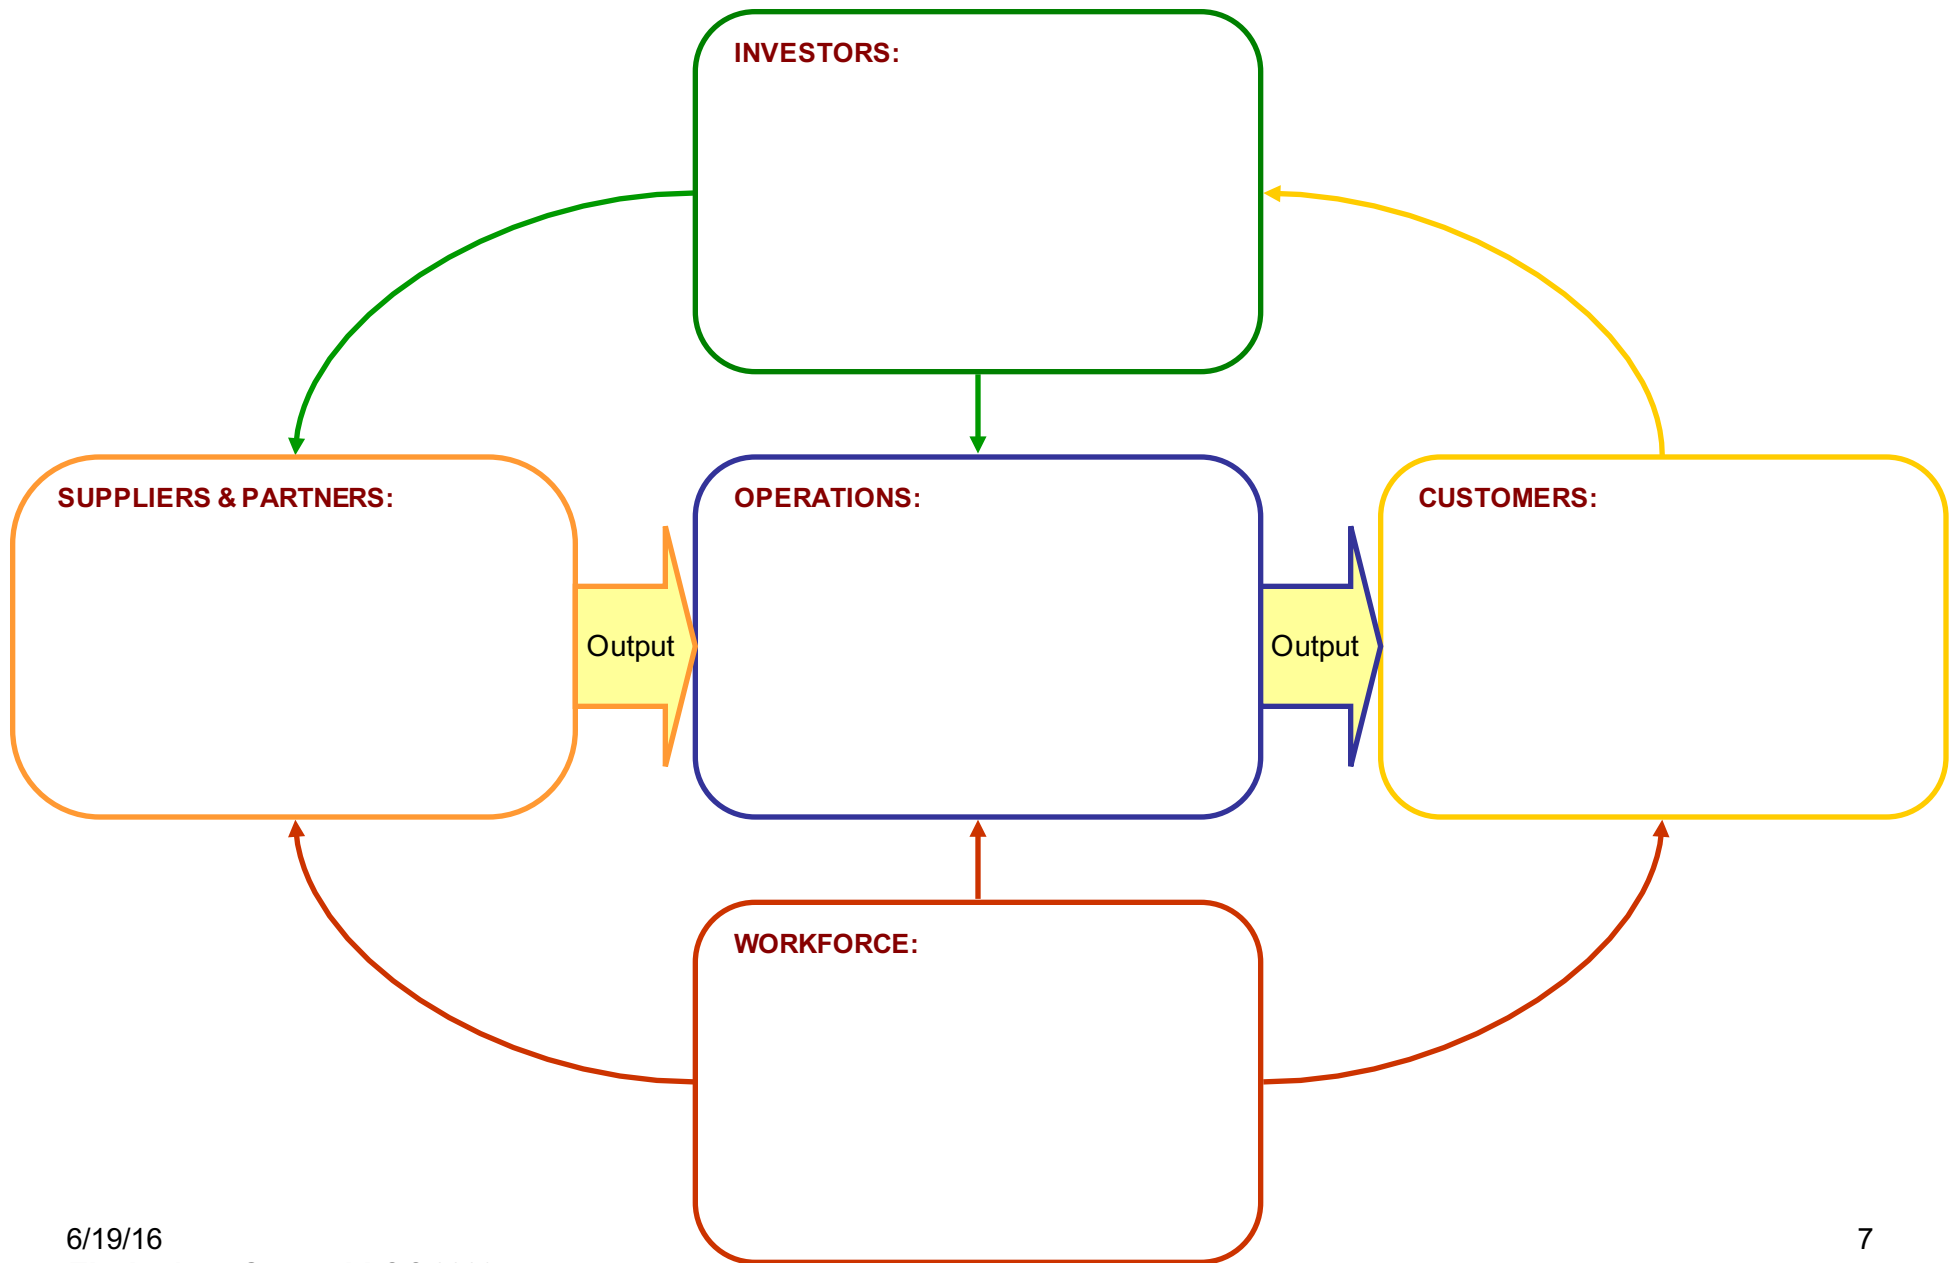 INVESTORS:
SUPPLIERS & PARTNERS:
OPERATIONS:
CUSTOMERS:
Output
Output
WORKFORCE:
6/19/16
7